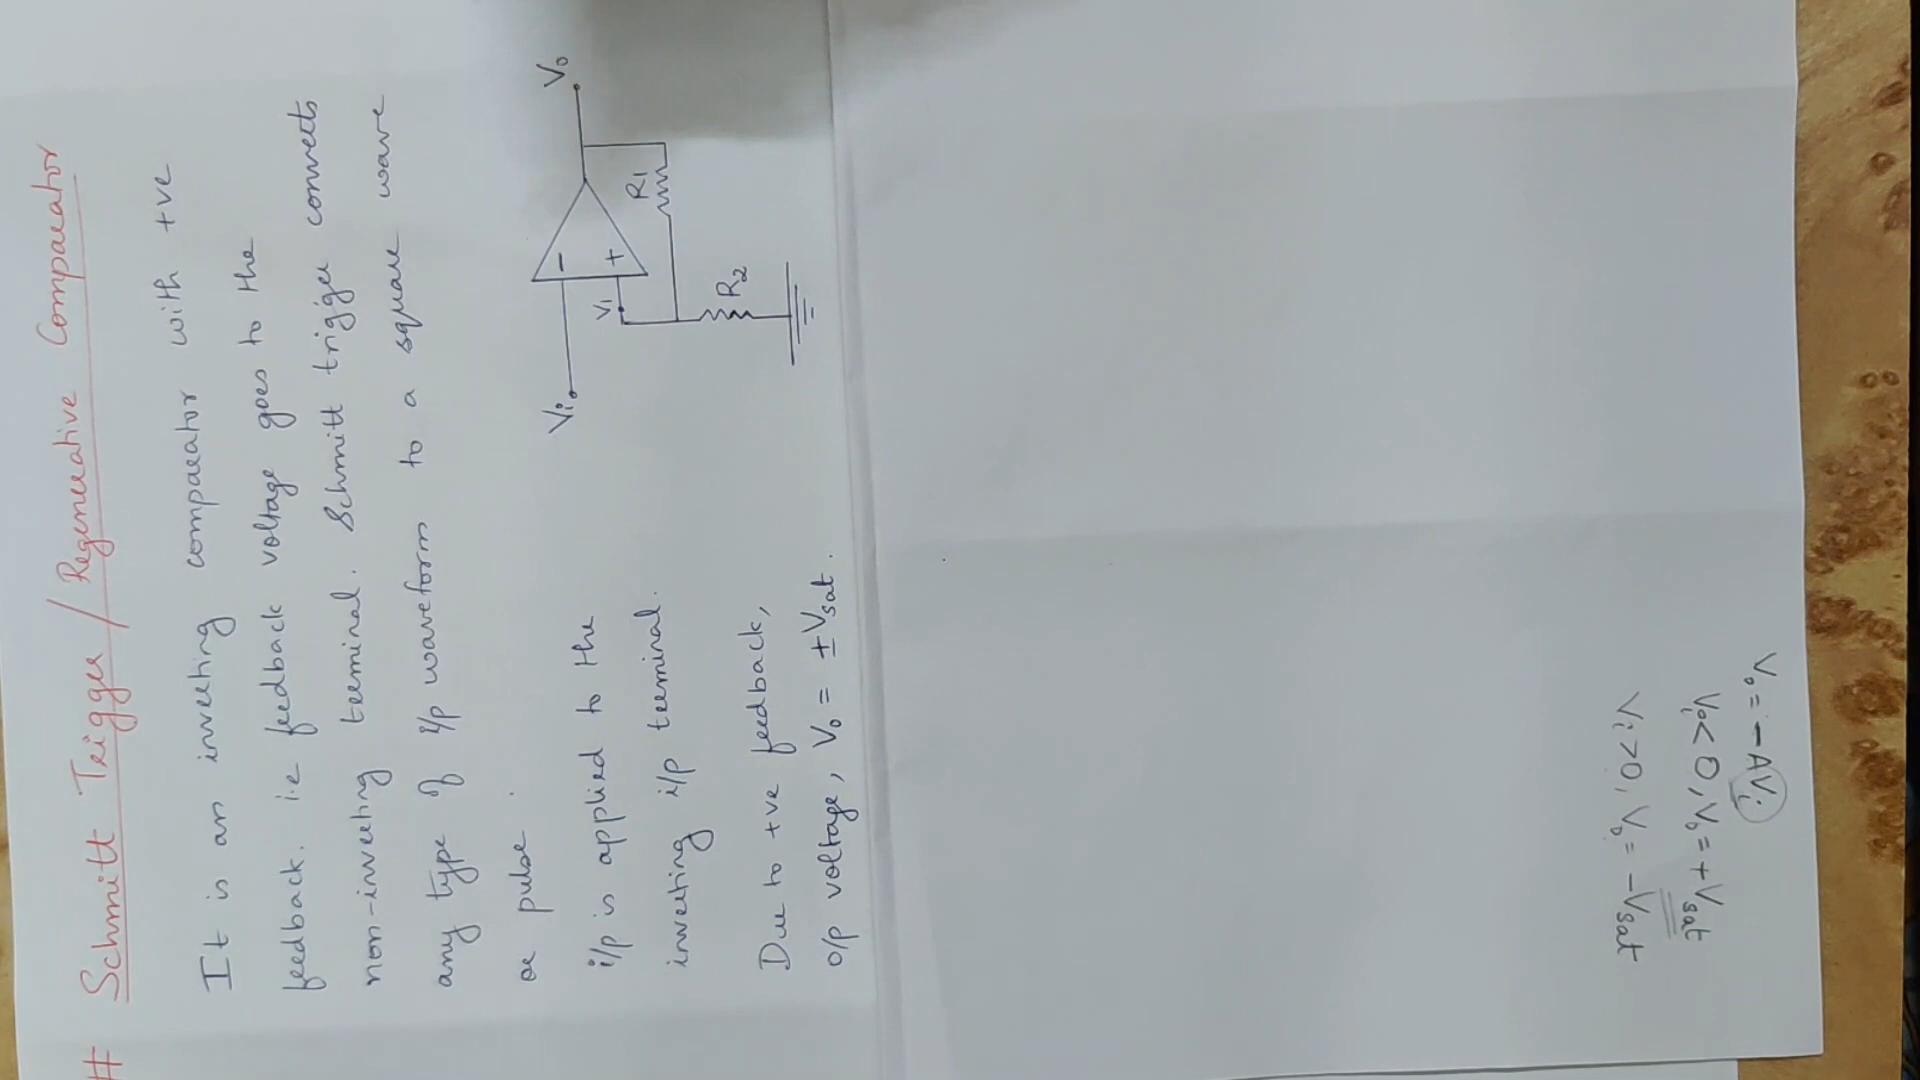 # Schmitt Trigger / Regenerative Comparator
It is an inverting comparator with +ve
feedback. i.e feedback voltage goes to the
non-inverting terminal. Schmitt trigger converts
any type of i/p waveform to a square wave
or pulse.
i/p is applied to the
inverting i/p terminal.
Due to +ve feedback,
o/p voltage, V₀ = ± Vsat.
Vi
−
+
V₁
V₀
R1
R2
Vi > 0, V₀ = −Vsat
Vi < 0, V₀ = + Vsat
V₀ = − AVi